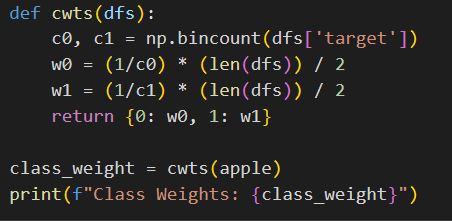 def cwts(dfs):
    c0, c1 = np.bincount(dfs['target'])
    w0 = (1/c0) * (len(dfs)) / 2
    w1 = (1/c1) * (len(dfs)) / 2
    return {0: w0, 1: w1}

class_weight = cwts(apple)
print(f"Class Weights: {class_weight}")